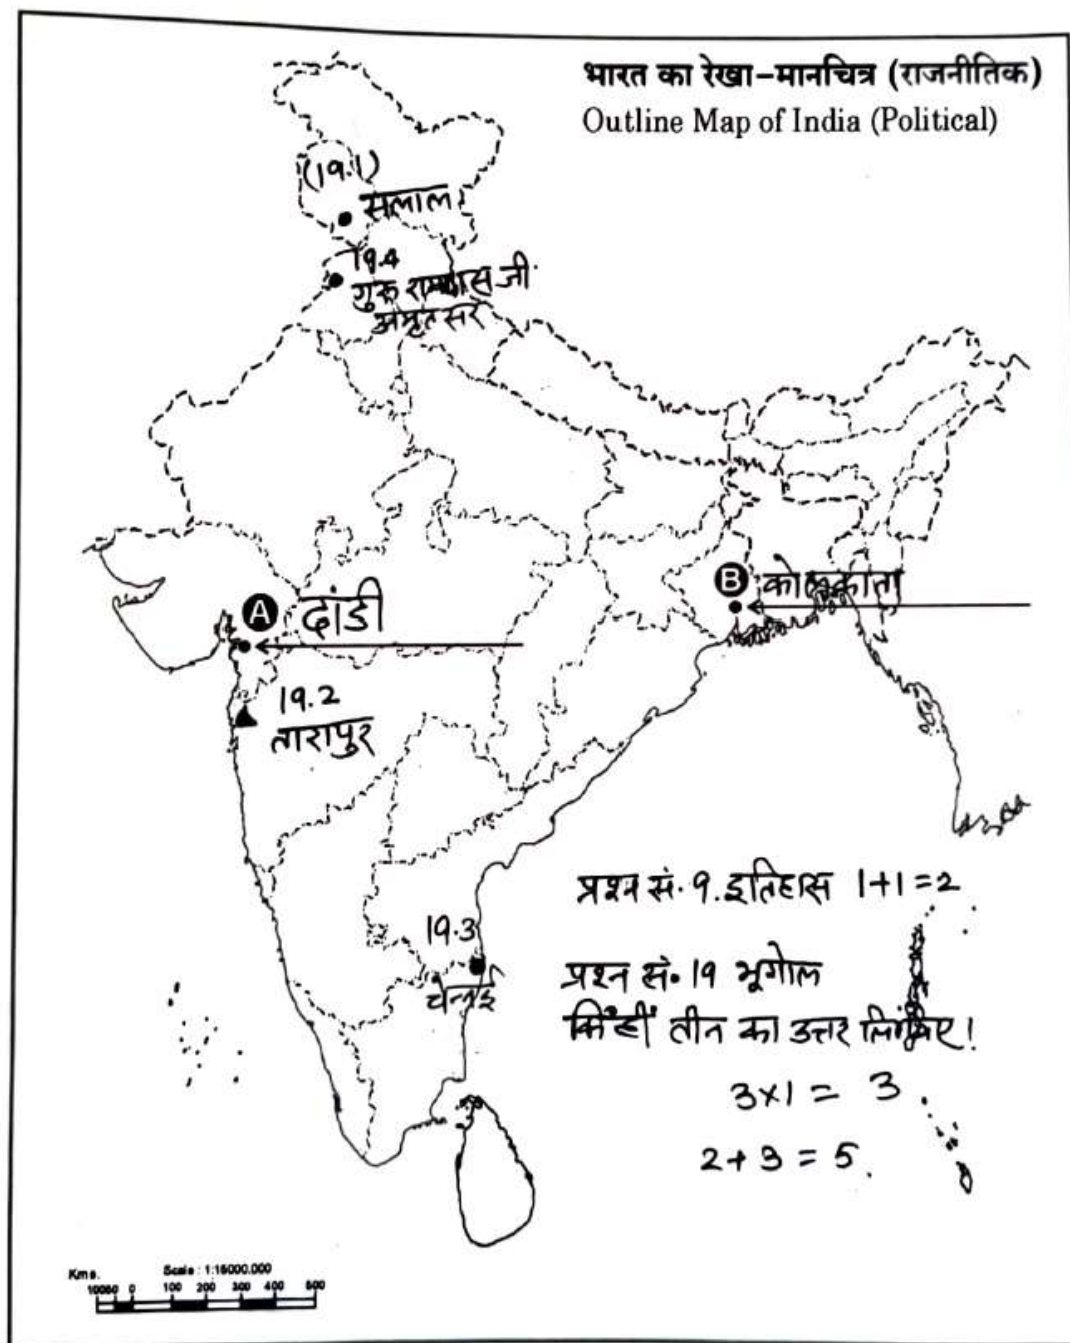 भारत का रेखा-मानचित्र (राजनीतिक)
Outline Map of India (Political)
(19.1)
सलाल
19.4
गुरु रामदास जी
अमृतसर
B कोलकाता
A दांडी
19.2
तारापुर
प्रश्न सं. 9. इतिहास 1+1=2
19.3
चेन्नई
प्रश्न सं. 19 भूगोल
किन्हीं तीन का उत्तर लिखिए!
3×1 = 3
2+3=5.
Kms. Scale : 1:15000.000
0 100 200 300 400